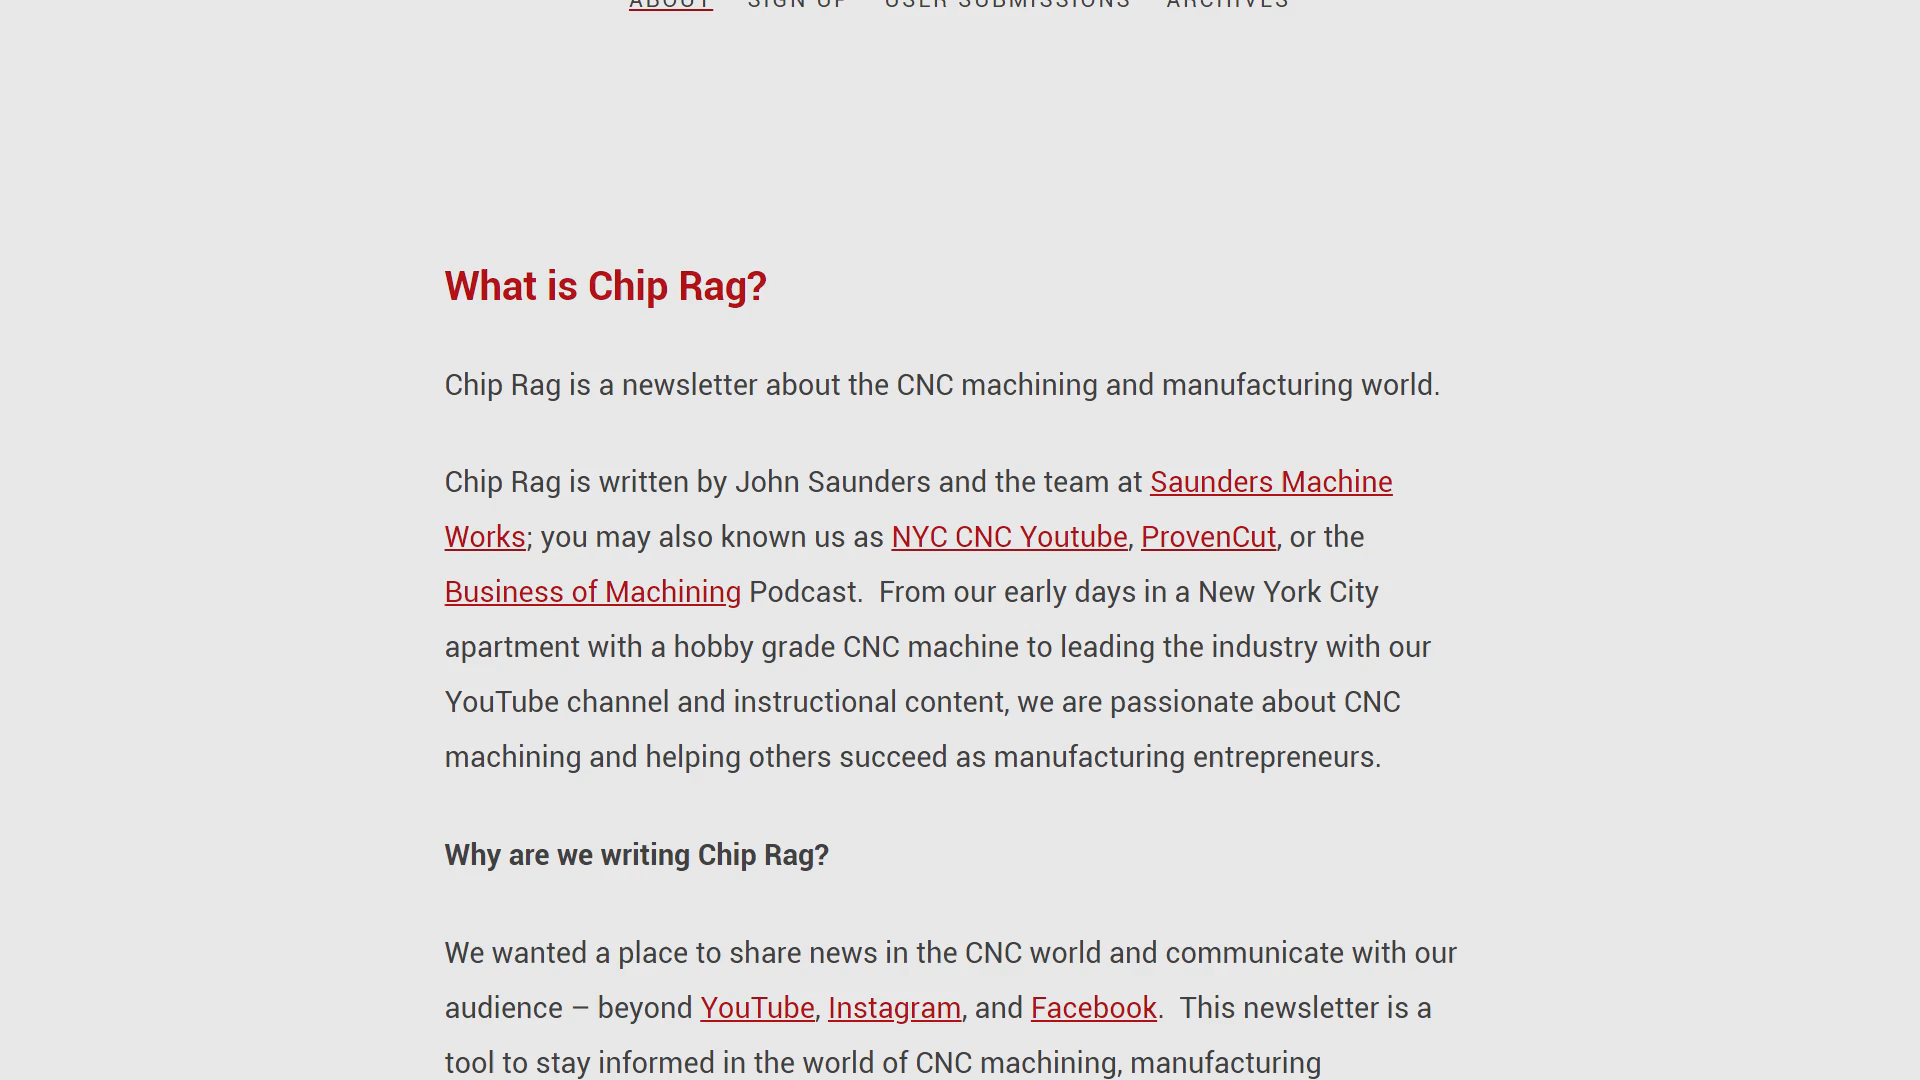 ABOUT SIGN UP USER SUBMISSIONS ARCHIVES
What is Chip Rag?
Chip Rag is a newsletter about the CNC machining and manufacturing world.
Chip Rag is written by John Saunders and the team at Saunders Machine
Works; you may also known us as NYC CNC Youtube, ProvenCut, or the
Business of Machining Podcast.  From our early days in a New York City
apartment with a hobby grade CNC machine to leading the industry with our
YouTube channel and instructional content, we are passionate about CNC
machining and helping others succeed as manufacturing entrepreneurs.
Why are we writing Chip Rag?
We wanted a place to share news in the CNC world and communicate with our
audience – beyond YouTube, Instagram, and Facebook.  This newsletter is a
tool to stay informed in the world of CNC machining, manufacturing